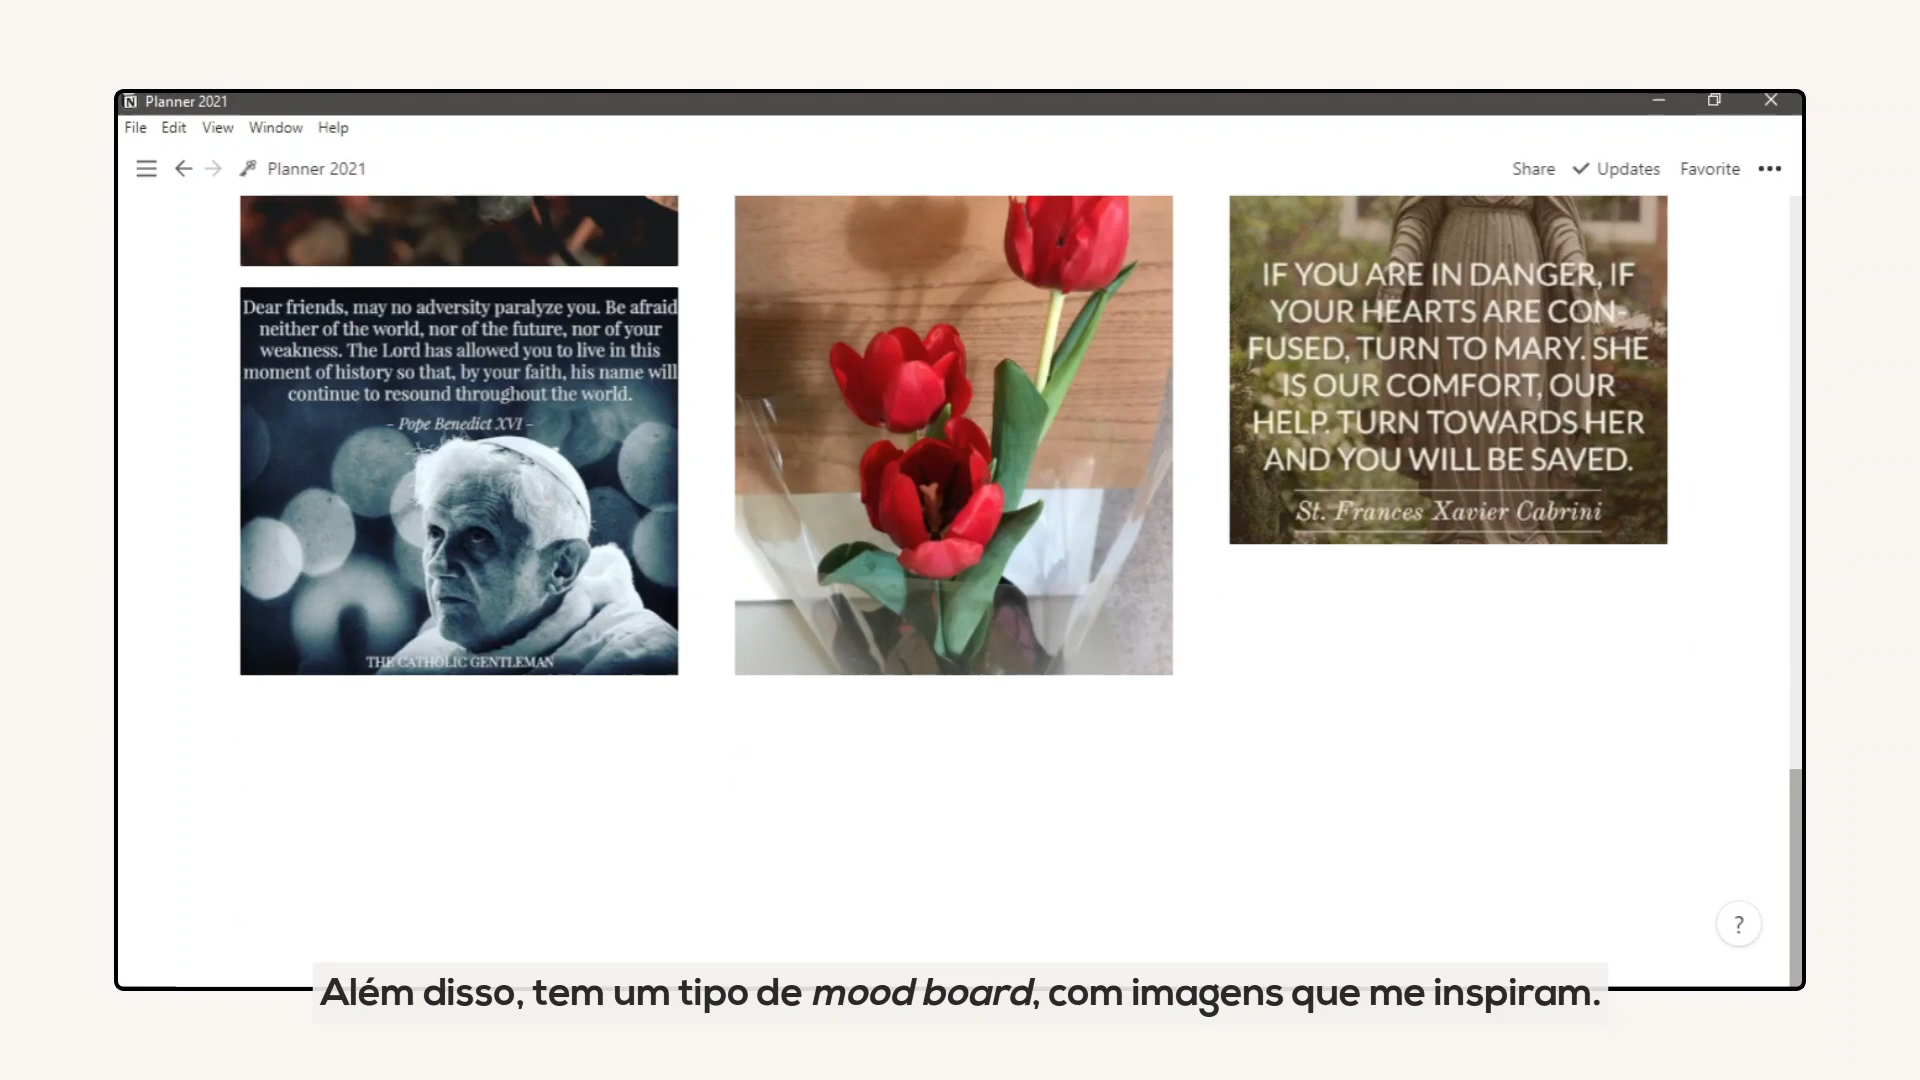 Planner 2021
File Edit View Window Help
Planner 2021
Share Updates Favorite
Dear friends, may no adversity paralyze you. Be afraid
neither of the world, nor of the future, nor of your
weakness. The Lord has allowed you to live in this
moment of history so that, by your faith, his name will
continue to resound throughout the world.
- Pope Benedict XVI -
THE CATHOLIC GENTLEMAN
IF YOU ARE IN DANGER, IF
YOUR HEARTS ARE CON-
FUSED, TURN TO MARY. SHE
IS OUR COMFORT, OUR
HELP. TURN TOWARDS HER
AND YOU WILL BE SAVED.
St. Frances Xavier Cabrini
?
Além disso, tem um tipo de mood board, com imagens que me inspiram.